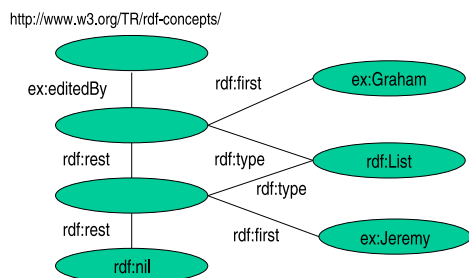 http://www.w3.org/TR/rdf-concepts/
ex:editedBy
rdf:first
ex:Graham
rdf:rest
rdf:type
rdf:List
rdf:type
rdf:rest
rdf:first
ex:Jeremy
rdf:nil